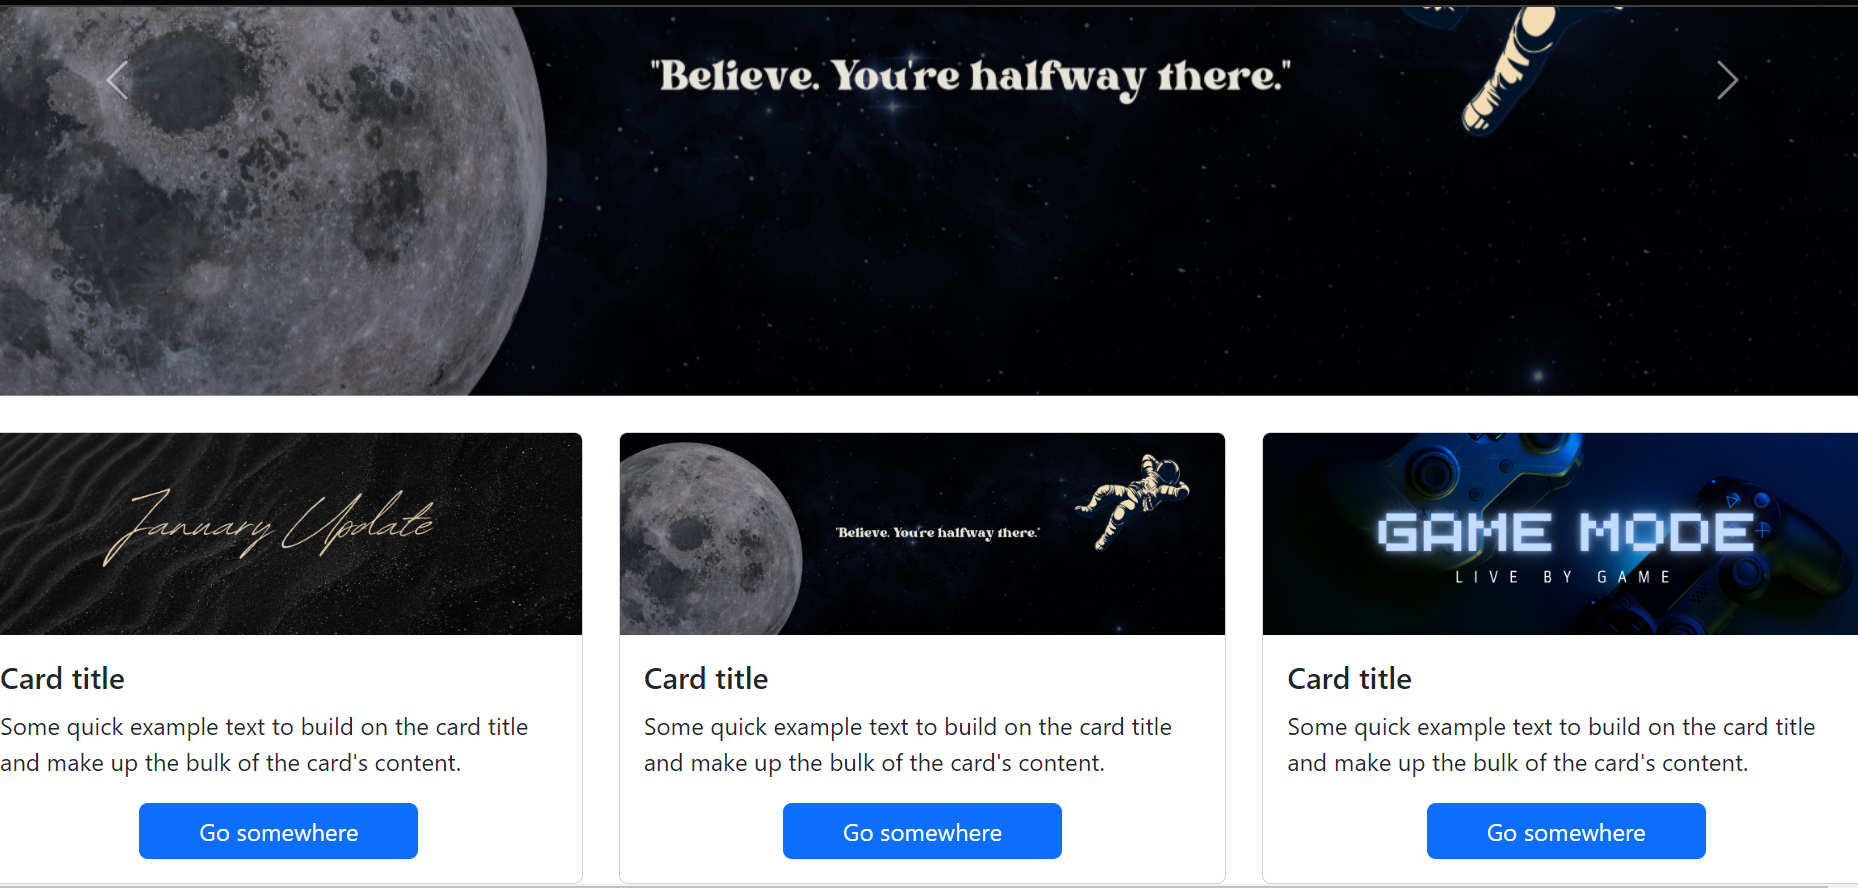 "Believe. You're halfway there."
January Update
"Believe. You're halfway there."
GAME MODE
LIVE BY GAME
Card title
Some quick example text to build on the card title
and make up the bulk of the card's content.
Go somewhere
Card title
Some quick example text to build on the card title
and make up the bulk of the card's content.
Go somewhere
Card title
Some quick example text to build on the card title
and make up the bulk of the card's content.
Go somewhere